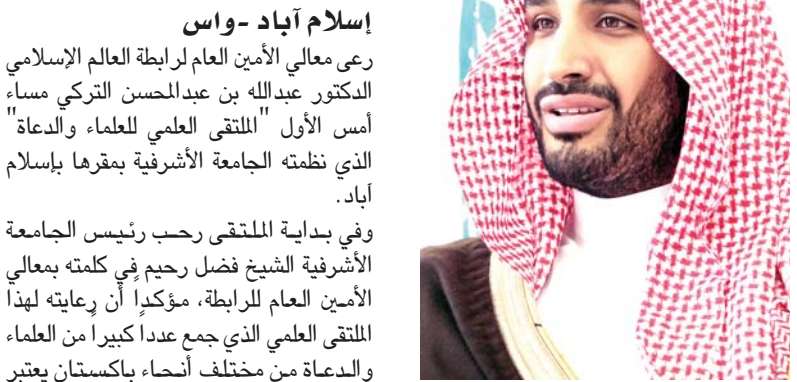 إسلام آباد - واس
رعى معالي الأمين العام لرابطة العالم الإسلامي
الدكتور عبدالله بن عبدالمحسن التركي مساء
أمس الأول "الملتقى العلمي للعلماء والدعاة"
الذي نظمته الجامعة الأشرفية بمقرها بإسلام
آباد.
وفي بداية الملتقى رحب رئيس الجامعة
الأشرفية الشيخ فضل رحيم في كلمته بمعالي
الأمين العام للرابطة، مؤكداً أن رعايته لهذا
الملتقى العلمي الذي جمع عدداً كبيراً من العلماء
والدعاة من مختلف أنحاء باكستان يعتبر